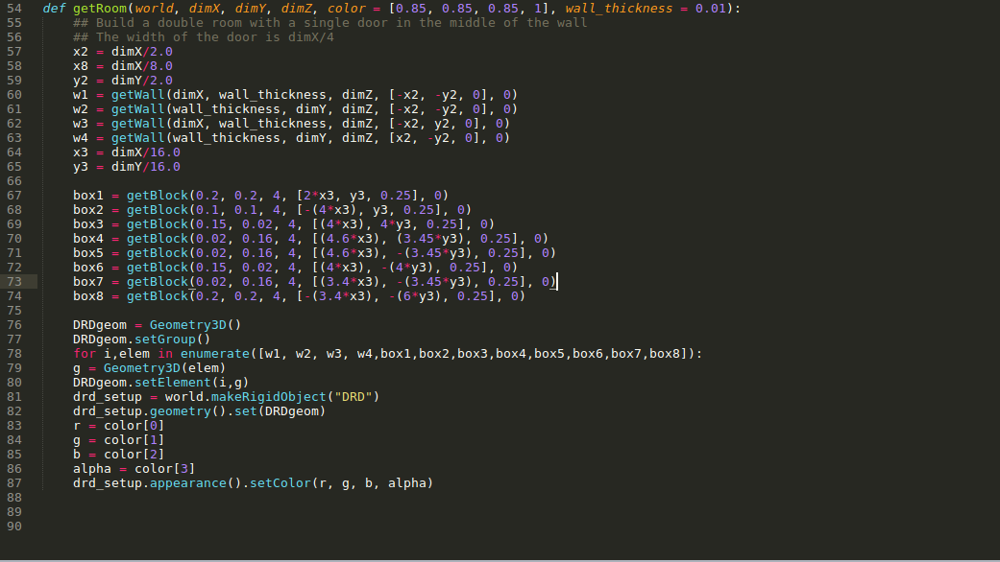 54 def getRoom(world, dimX, dimY, dimZ, color = [0.85, 0.85, 0.85, 1], wall_thickness = 0.01):
55 ## Build a double room with a single door in the middle of the wall
56 ## The width of the door is dimX/4
57 x2 = dimX/2.0
58 x8 = dimX/8.0
59 y2 = dimY/2.0
60 w1 = getWall(dimX, wall_thickness, dimZ, [-x2, -y2, 0], 0)
61 w2 = getWall(wall_thickness, dimY, dimZ, [-x2, -y2, 0], 0)
62 w3 = getWall(dimX, wall_thickness, dimZ, [-x2, y2, 0], 0)
63 w4 = getWall(wall_thickness, dimY, dimZ, [x2, -y2, 0], 0)
64 x3 = dimX/16.0
65 y3 = dimY/16.0
66
67 box1 = getBlock(0.2, 0.2, 4, [2*x3, y3, 0.25], 0)
68 box2 = getBlock(0.1, 0.1, 4, [-(4*x3), y3, 0.25], 0)
69 box3 = getBlock(0.15, 0.02, 4, [(4*x3), 4*y3, 0.25], 0)
70 box4 = getBlock(0.02, 0.16, 4, [(4.6*x3), (3.45*y3), 0.25], 0)
71 box5 = getBlock(0.02, 0.16, 4, [(4.6*x3), -(3.45*y3), 0.25], 0)
72 box6 = getBlock(0.15, 0.02, 4, [(4*x3), -(4*y3), 0.25], 0)
73 box7 = getBlock(0.02, 0.16, 4, [(3.4*x3), -(3.45*y3), 0.25], 0)
74 box8 = getBlock(0.2, 0.2, 4, [-(3.4*x3), -(6*y3), 0.25], 0)
75
76 DRDgeom = Geometry3D()
77 DRDgeom.setGroup()
78 for i,elem in enumerate([w1, w2, w3, w4,box1,box2,box3,box4,box5,box6,box7,box8]):
79 g = Geometry3D(elem)
80 DRDgeom.setElement(i,g)
81 drd_setup = world.makeRigidObject("DRD")
82 drd_setup.geometry().set(DRDgeom)
83 r = color[0]
84 g = color[1]
85 b = color[2]
86 alpha = color[3]
87 drd_setup.appearance().setColor(r, g, b, alpha)
88
89
90